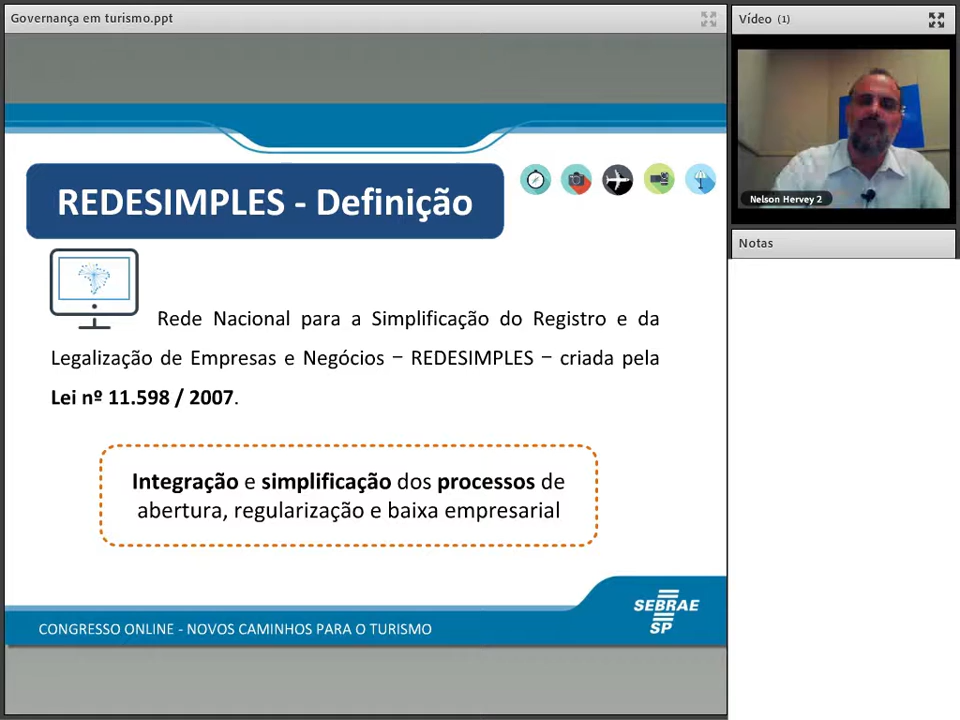 Governança em turismo.ppt
Vídeo (1)
REDESIMPLES - Definição
Nelson Hervey 2
Notas
Rede Nacional para a Simplificação do Registro e da
Legalização de Empresas e Negócios – REDESIMPLES – criada pela
Lei nº 11.598 / 2007.
Integração e simplificação dos processos de
abertura, regularização e baixa empresarial
SEBRAE
SP
CONGRESSO ONLINE - NOVOS CAMINHOS PARA O TURISMO